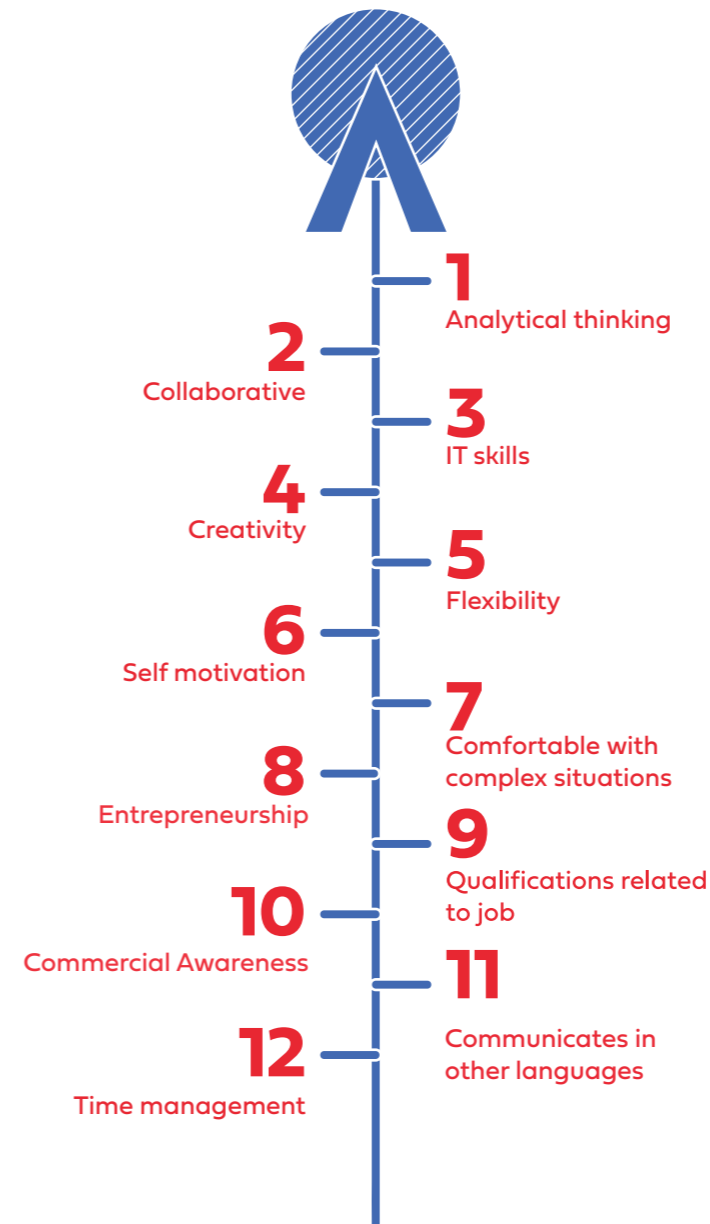 1
Analytical thinking
2
Collaborative
3
IT skills
4
Creativity
5
Flexibility
6
Self motivation
7
Comfortable with
complex situations
8
Entrepreneurship
9
Qualifications related
to job
10
Commercial Awareness
11
Communicates in
other languages
12
Time management